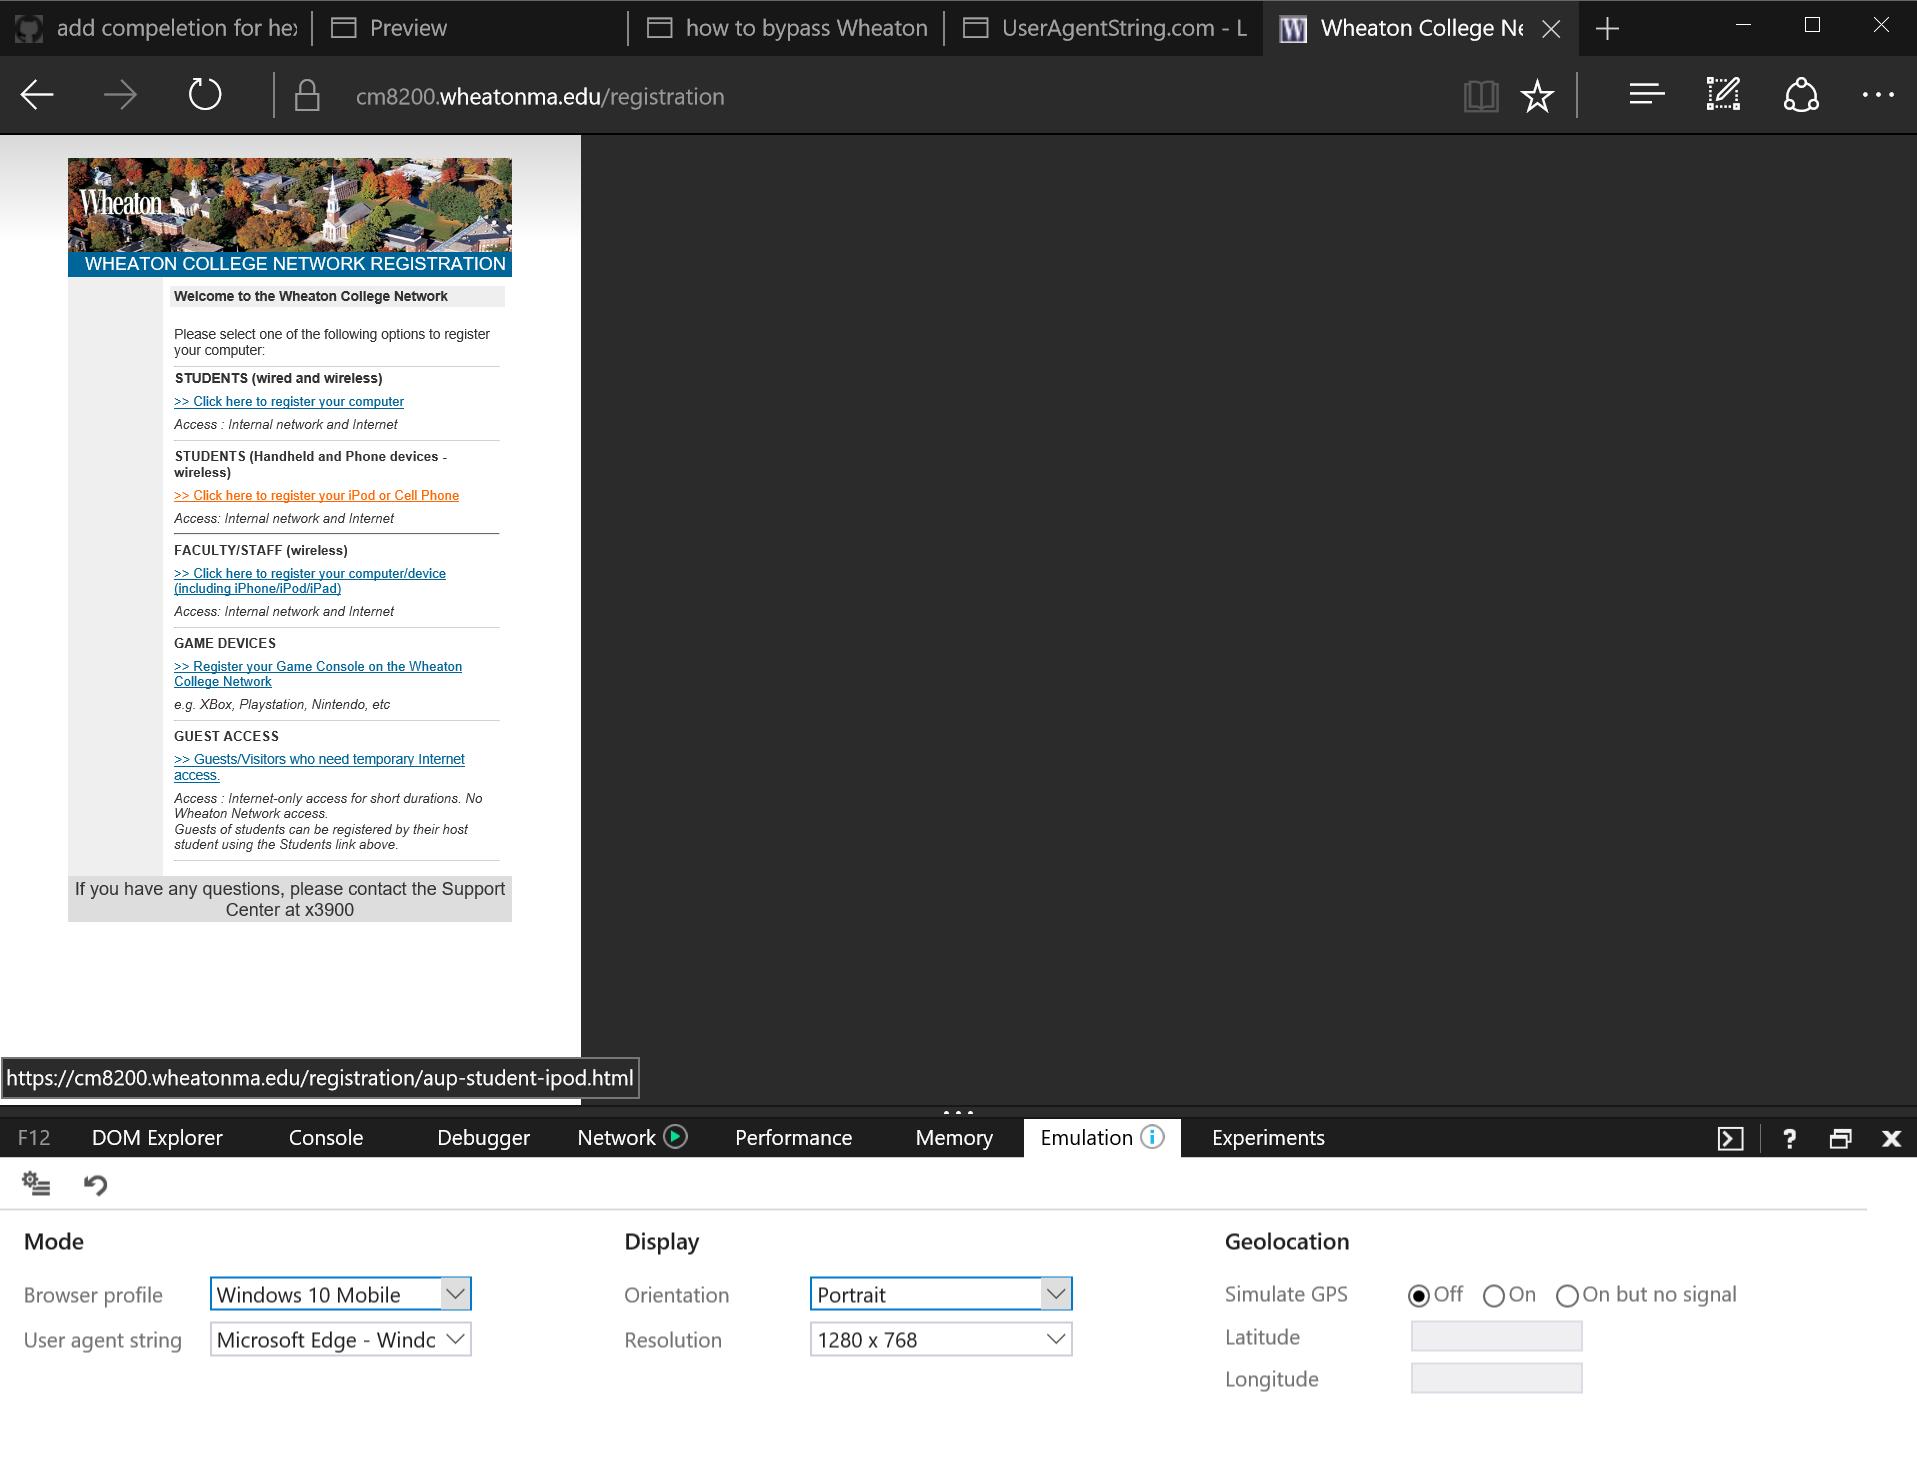 add compeletion for hex
Preview
how to bypass Wheaton
UserAgentString.com - L
Wheaton College Ne
cm8200.wheatonma.edu/registration
Wheaton
WHEATON COLLEGE NETWORK REGISTRATION
Welcome to the Wheaton College Network
Please select one of the following options to register
your computer:
STUDENTS (wired and wireless)
>> Click here to register your computer
Access : Internal network and Internet
STUDENTS (Handheld and Phone devices -
wireless)
>> Click here to register your iPod or Cell Phone
Access: Internal network and Internet
FACULTY/STAFF (wireless)
>> Click here to register your computer/device
(including iPhone/iPod/iPad)
Access: Internal network and Internet
GAME DEVICES
>> Register your Game Console on the Wheaton
College Network
e.g. XBox, Playstation, Nintendo, etc
GUEST ACCESS
>> Guests/Visitors who need temporary Internet
access.
Access : Internet-only access for short durations. No
Wheaton Network access.
Guests of students can be registered by their host
student using the Students link above.
If you have any questions, please contact the Support
Center at x3900
https://cm8200.wheatonma.edu/registration/aup-student-ipod.html
F12 DOM Explorer Console Debugger Network Performance Memory Emulation Experiments
Mode
Browser profile Windows 10 Mobile
User agent string Microsoft Edge - Windo
Display
Orientation Portrait
Resolution 1280 x 768
Geolocation
Simulate GPS Off On On but no signal
Latitude
Longitude